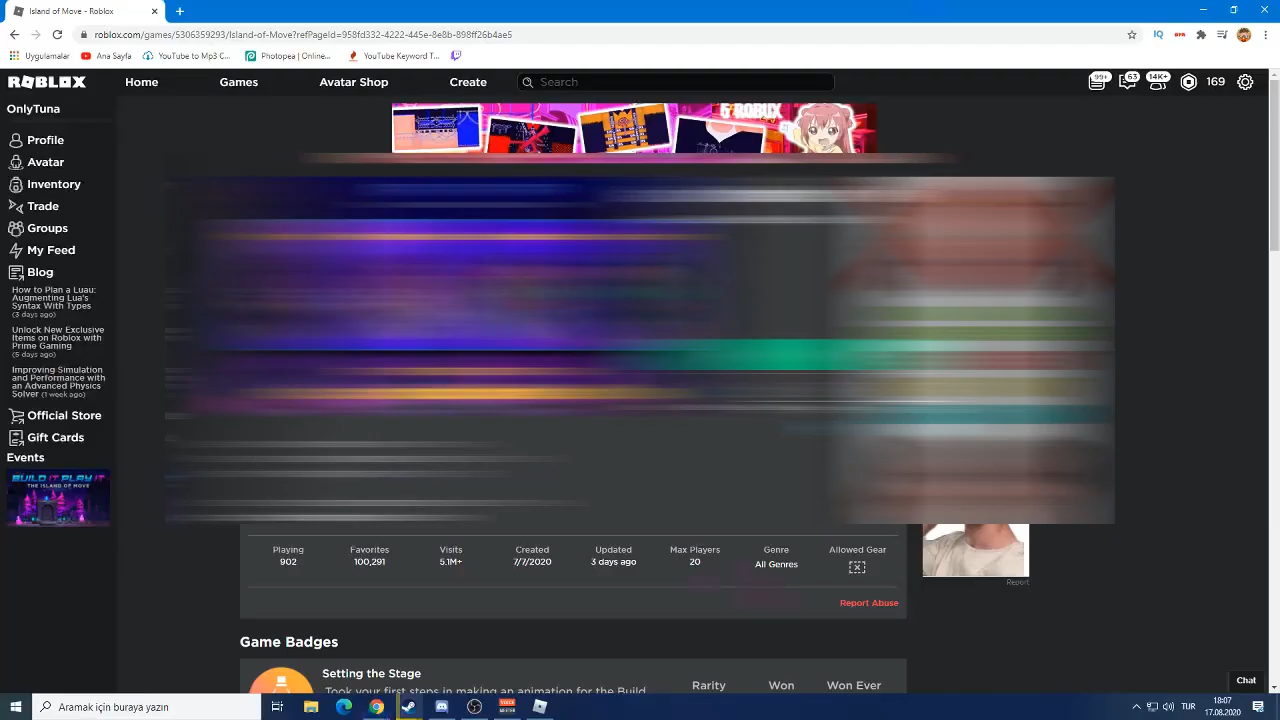 Island of Move - Roblox
roblox.com/games/5306359293/Island-of-Move?refPageId=958fd332-4222-445e-8e8b-898ff26b4ae5
Uygulamalar
Ana Sayfa
YouTube to MP3 C...
Photopea | Online...
YouTube Keyword T...
ROBLOX
Home
Games
Avatar Shop
Create
Search
99+
63
14K+
169
OnlyTuna
5 ROBUX
Profile
Avatar
Inventory
Trade
Groups
My Feed
Blog
How to Plan a Luau:
Augmenting Lua's
Syntax With Types
(3 days ago)
Unlock New Exclusive
Items on Roblox with
Prime Gaming
(5 days ago)
Improving Simulation
and Performance with
an Advanced Physics
Solver (1 week ago)
Official Store
Gift Cards
Events
BUILD IT PLAY IT
THE ISLAND OF MOVE
Playing
Favorites
Visits
Created
Updated
Max Players
Genre
Allowed Gear
902
100,291
5.1M+
7/7/2020
3 days ago
20
All Genres
Report
Report Abuse
Game Badges
Setting the Stage
Took your first steps in making an animation for the Build
Rarity
Won
Won Ever
Chat
Aramak için buraya yazın
TUR
18:07
17.08.2020